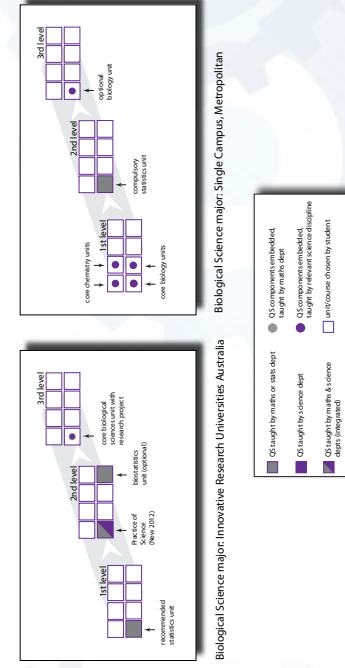 3rd level
2nd level
1st level
core biological
sciences unit with
research project
biostatistics
unit (optional)
Practice of
Science
(New 2012)
recommended
statistics unit
Biological Science major: Innovative Research Universities Australia
3rd level
2nd level
1st level
optional
biology unit
compulsory
statistics unit
core chemistry units
core biology units
Biological Science major: Single Campus, Metropolitan
QS taught by maths or stats dept
QS taught by science dept
QS taught by maths & science
depts (integrated)
QS components embedded,
taught by maths dept
QS components embedded,
taught by relevant science discipline
unit/course chosen by student